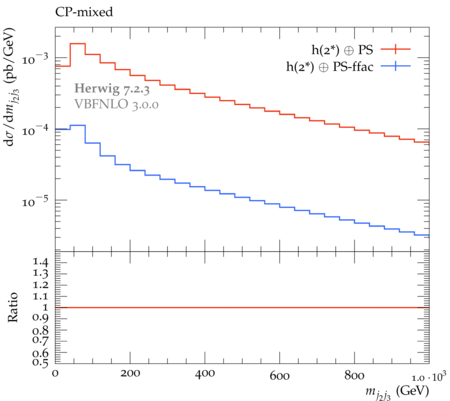 CP-mixed
dσ/dm_{j₂j₃} (pb/GeV)
10⁻³
10⁻⁴
10⁻⁵
h(2*) ⊕ PS
h(2*) ⊕ PS-ffac
Herwig 7.2.3
VBFNLO 3.0.0
Ratio
1.4
1.3
1.2
1.1
1
0.9
0.8
0.7
0.6
0.5
0 200 400 600 800 1.0 · 10³
m_{j₂j₃} (GeV)